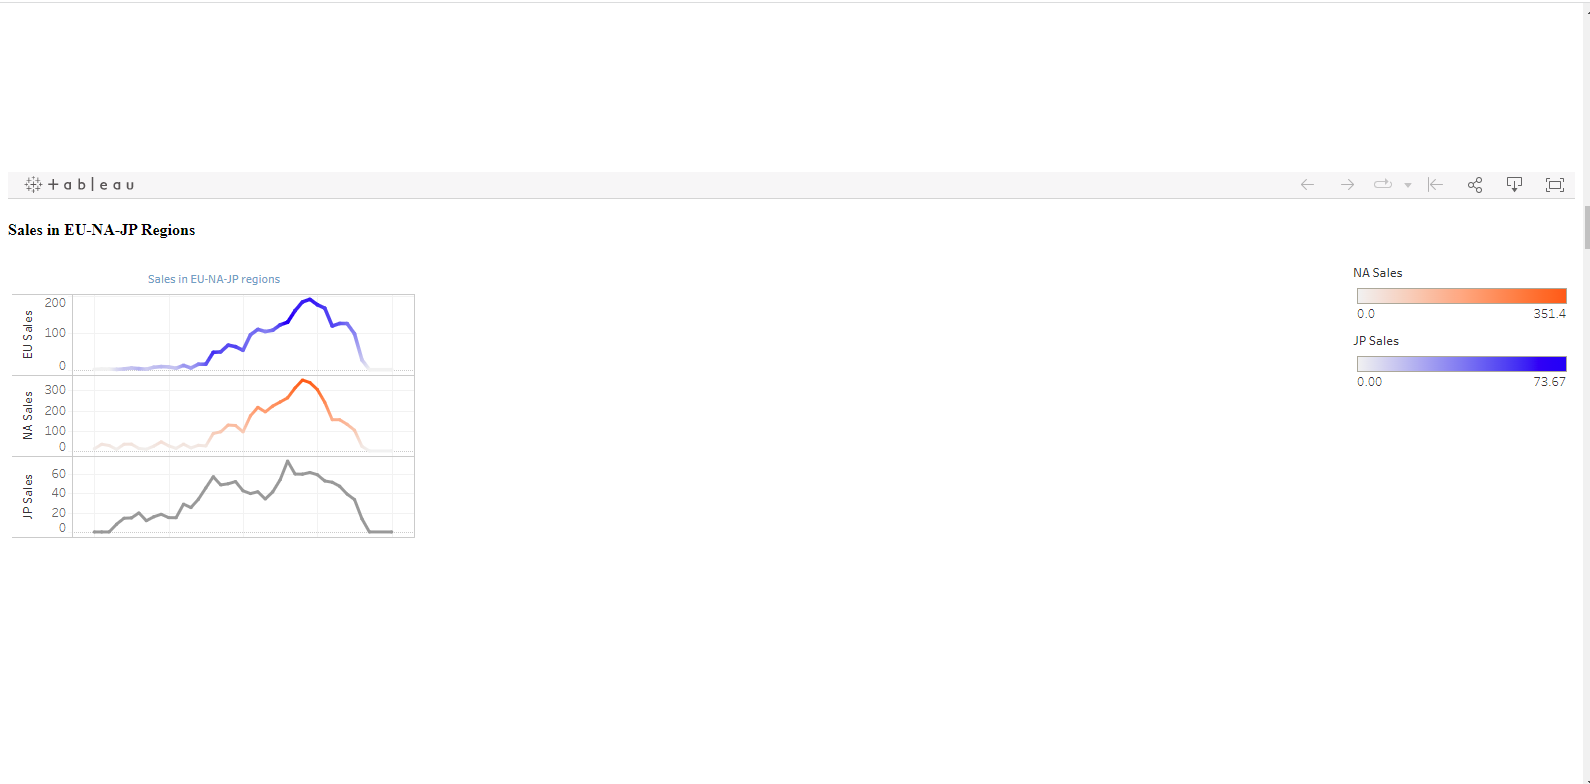 +ableau
Sales in EU-NA-JP Regions
Sales in EU-NA-JP regions
EU Sales
200
100
0
NA Sales
300
200
100
0
JP Sales
60
40
20
0
NA Sales
0.0 351.4
JP Sales
0.00 73.67